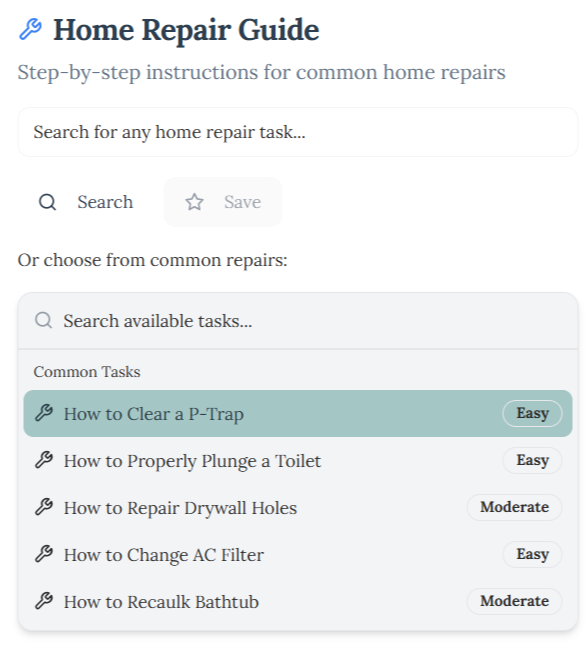 Home Repair Guide
Step-by-step instructions for common home repairs
Search for any home repair task...
Search Save
Or choose from common repairs:
Search available tasks...
Common Tasks
How to Clear a P-Trap Easy
How to Properly Plunge a Toilet Easy
How to Repair Drywall Holes Moderate
How to Change AC Filter Easy
How to Recaulk Bathtub Moderate